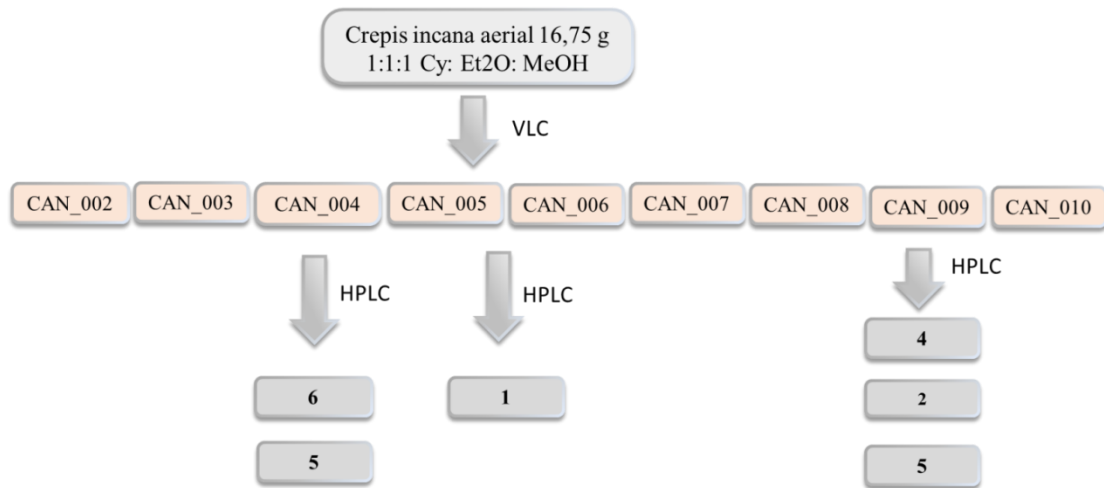 Crepis incana aerial 16,75 g
1:1:1 Cy: Et2O: MeOH
VLC
CAN_002 CAN_003 CAN_004 CAN_005 CAN_006 CAN_007 CAN_008 CAN_009 CAN_010
HPLC HPLC HPLC
4
6 1 2
5 5